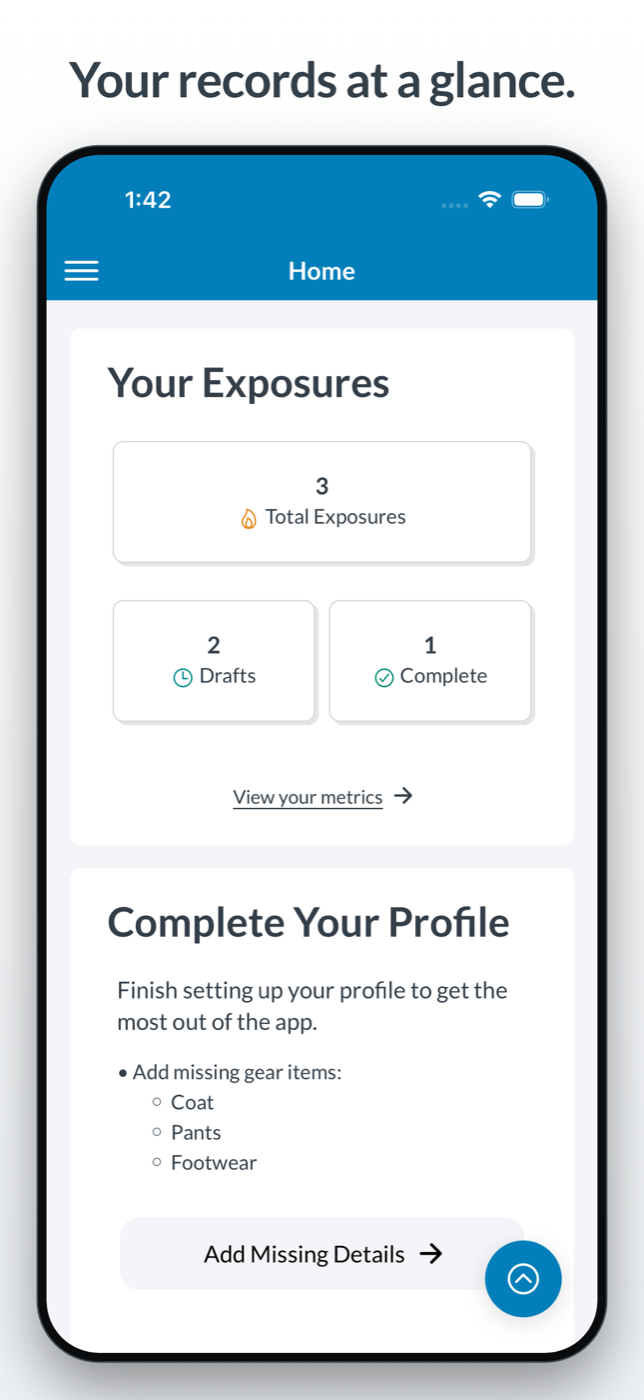 Your records at a glance.
1:42
Home
Your Exposures
3
Total Exposures
2
Drafts
1
Complete
View your metrics →
Complete Your Profile
Finish setting up your profile to get the
most out of the app.
• Add missing gear items:
○ Coat
○ Pants
○ Footwear
Add Missing Details →